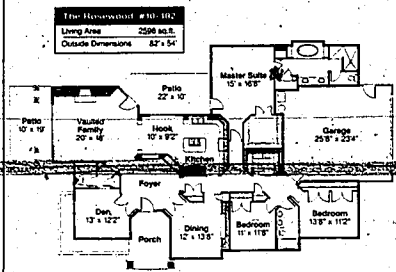 The Rosewood #10-102
Living Area 2598 sq.ft.
Outside Dimensions 82' x 54'
Patio
22' x 10'
Master Suite
15' x 16'8"
Patio
10' x 19'
Vaulted
Family
20' x 18'
Nook
10' x 9'2"
Kitchen
Garage
25'8" x 23'4"
Foyer
Den
13' x 12'2"
Porch
Dining
12' x 13'8"
Bedroom
11' x 11'8"
Bedroom
13'8" x 11'2"